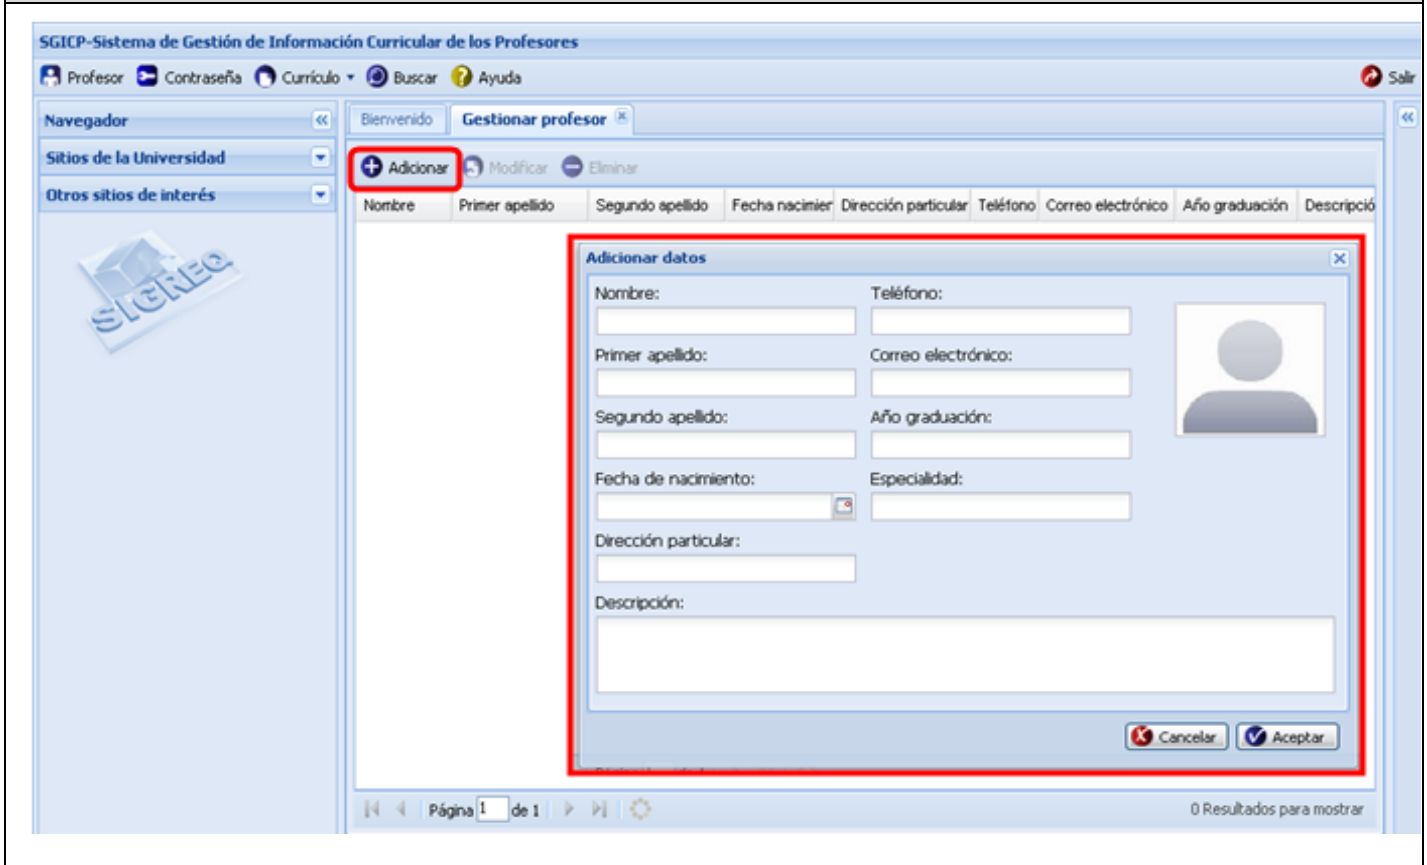 SGICP-Sistema de Gestión de Información Curricular de los Profesores
Profesor Contraseña Currículo Buscar Ayuda Salir
Navegador
Sitios de la Universidad
Otros sitios de interés
SIGREQ
Bienvenido Gestionar profesor
Adicionar Modificar Eliminar
Nombre Primer apellido Segundo apellido Fecha nacimier Dirección particular Teléfono Correo electrónico Año graduación Descripció
Adicionar datos
Nombre: Teléfono:
Primer apellido: Correo electrónico:
Segundo apellido: Año graduación:
Fecha de nacimiento: Especialidad:
Dirección particular:
Descripción:
Cancelar Aceptar
Página 1 de 1
0 Resultados para mostrar